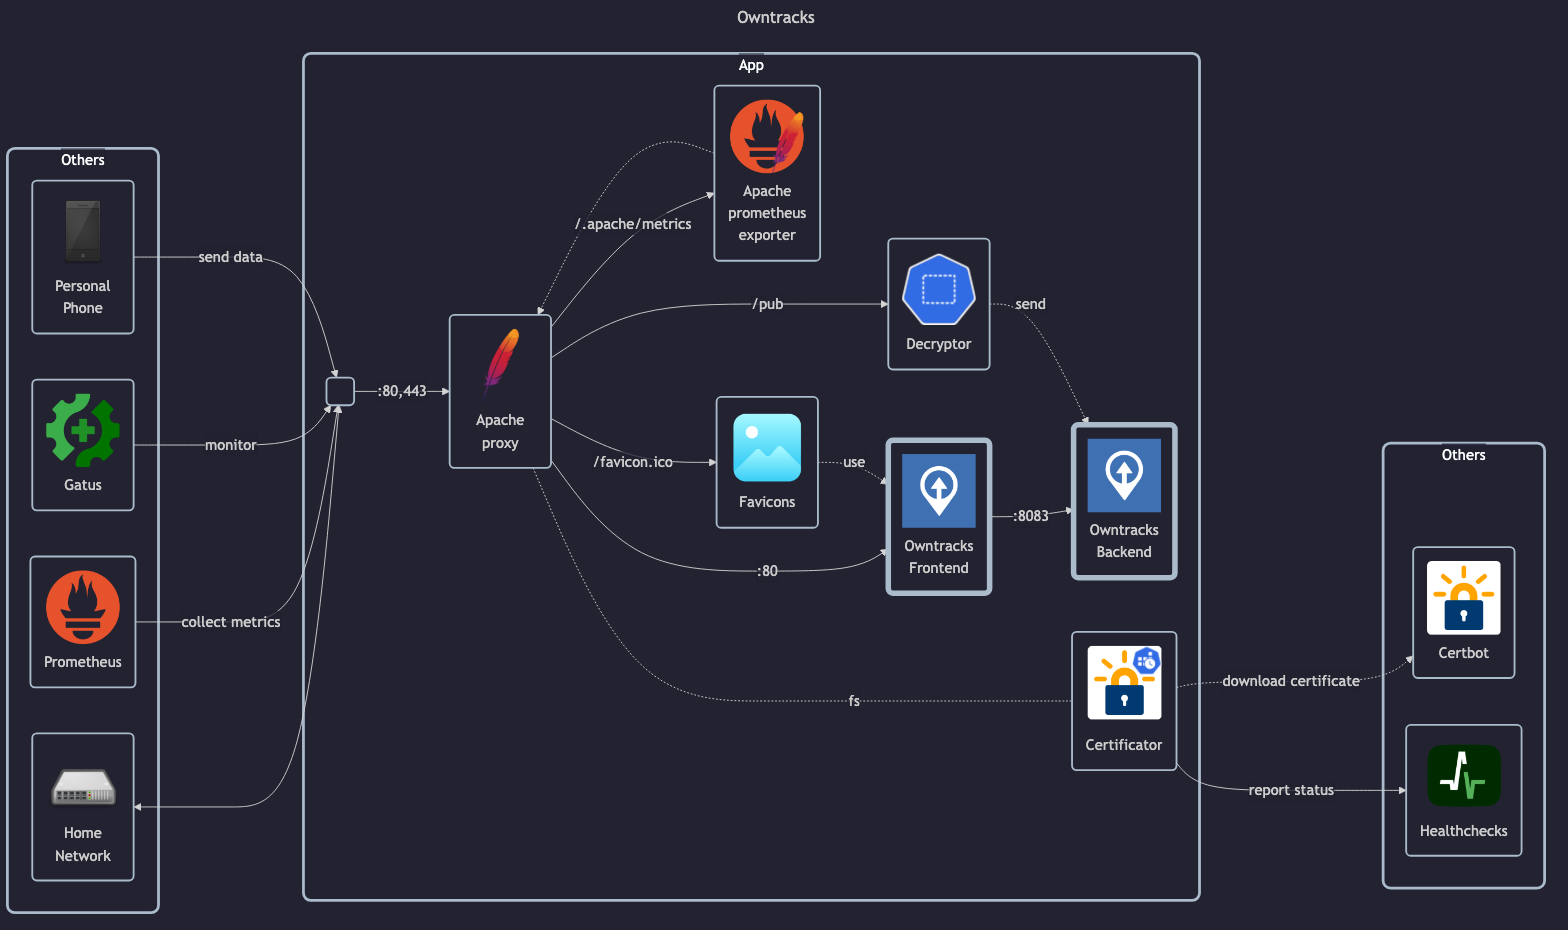 Owntracks
App
Others
Personal
Phone
send data
Gatus
monitor
Prometheus
collect metrics
Home
Network
:80,443
Apache
proxy
Apache
prometheus
exporter
/.apache/metrics
/pub
Decryptor
send
/favicon.ico
Favicons
use
:80
Owntracks
Frontend
:8083
Owntracks
Backend
fs
Certificator
download certificate
report status
Others
Certbot
Healthchecks